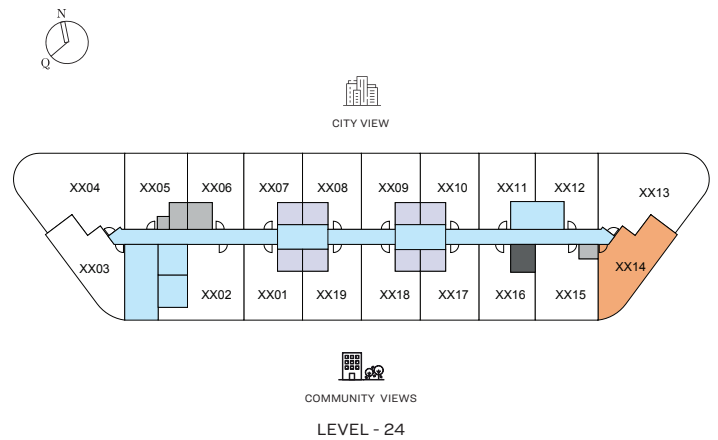 N
Q
CITY VIEW
XX04 XX05 XX06 XX07 XX08 XX09 XX10 XX11 XX12 XX13
XX03 XX14
XX02 XX01 XX19 XX18 XX17 XX16 XX15
COMMUNITY VIEWS
LEVEL - 24